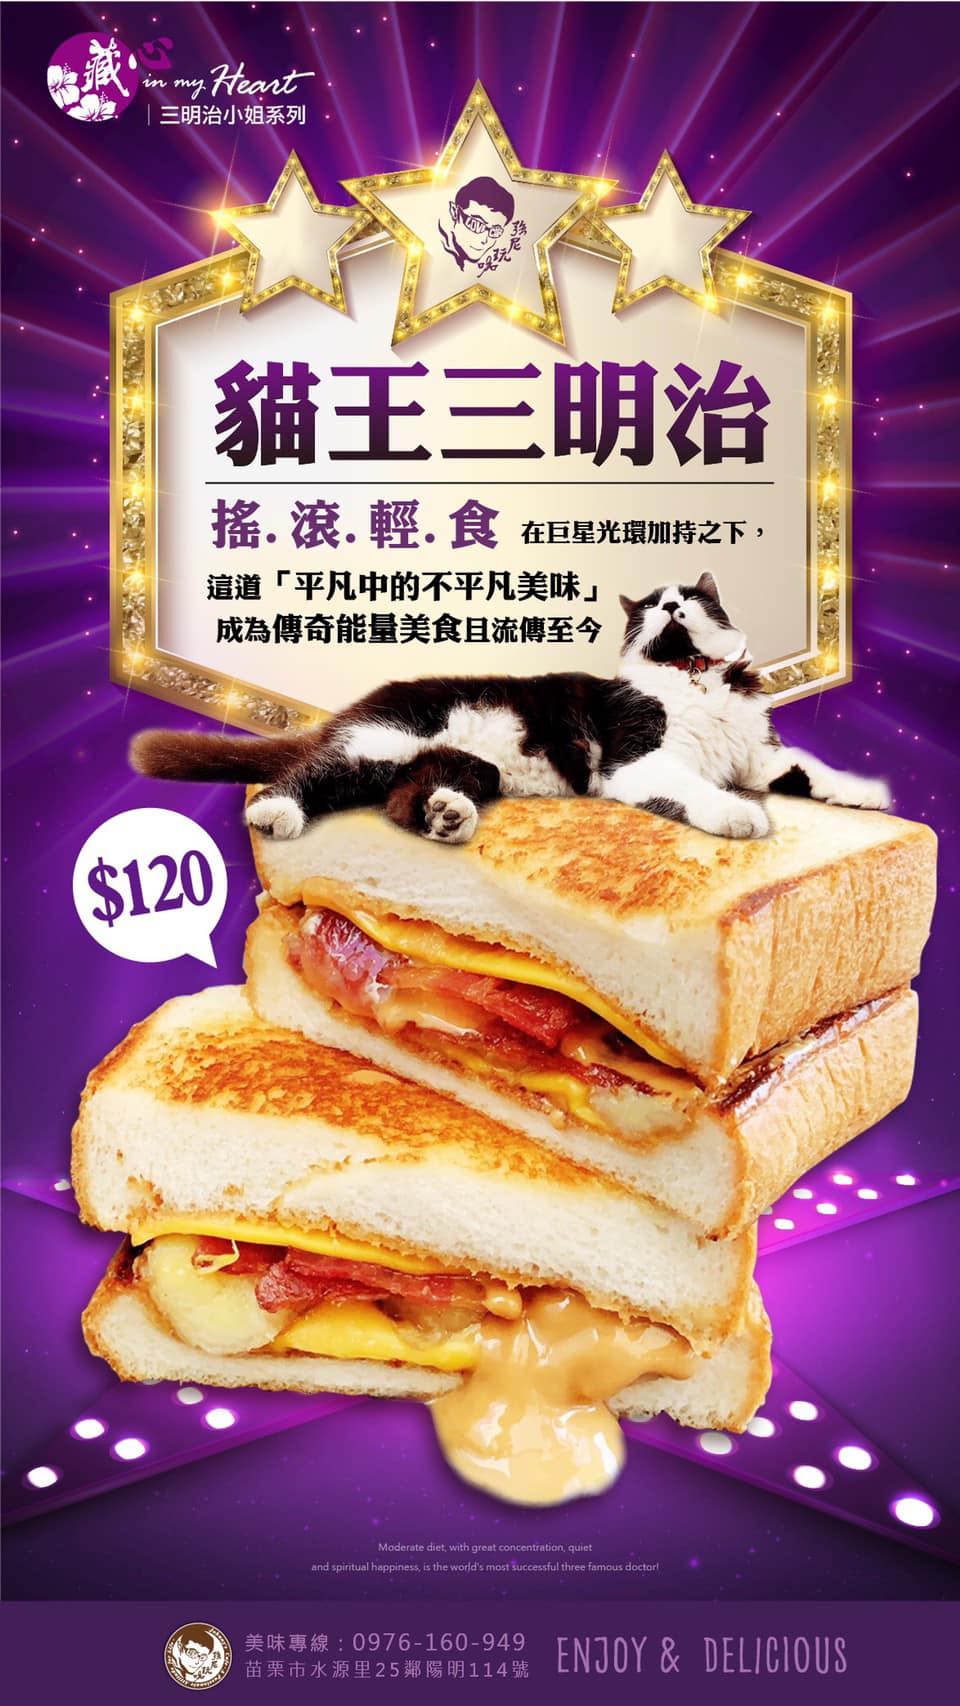 藏心 in my Heart
三明治小姐系列
LOVE CAFE
強尼玩咖
貓王三明治
搖.滾.輕.食 在巨星光環加持之下，
這道「平凡中的不平凡美味」
成為傳奇能量美食且流傳至今
$120
Moderate diet, with great concentration, quiet
and spiritual happiness, is the world's most successful three famous doctor!
美味專線：0976-160-949
苗栗市水源里25鄰陽明114號
ENJOY & DELICIOUS